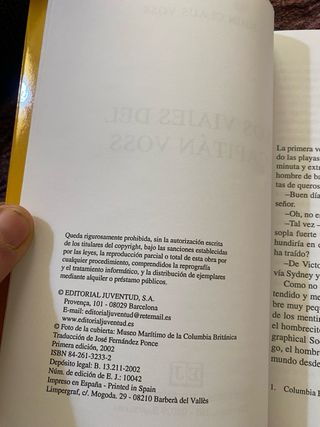 LOS VIAJES DEL
CAPITÁN VOSS
Queda rigurosamente prohibida, sin la autorización escrita
de los titulares del copyright, bajo las sanciones establecidas
por las leyes, la reproducción parcial o total de esta obra por
cualquier procedimiento, comprendidos la reprografía
y el tratamiento informático, y la distribución de ejemplares
mediante alquiler o préstamo públicos.
© EDITORIAL JUVENTUD, S.A.
Provença, 101 - 08029 Barcelona
E-mail: editorialjuventud@retemail.es
www.editorialjuventud.es
© Foto de la cubierta: Museo Marítimo de la Columbia Británica
Traducción de José Fernández Ponce
Primera edición, 2002
ISBN 84-261-3233-2
Depósito legal: B. 13.211-2002
Núm. de edición de E. J.: 10042
Impreso en España - Printed in Spain
Limpergraf, c/ Mogoda, 29 - 08210 Barberà del Vallès
La primera v
do las playas
minuta y extr
hombre de b
tas de queros
—Buen día
señor.
—Oh, no e
—Tal vez –
sopla fuerte
hundiría en c
ha traído?
—De Victo
vía Sydney y
Como no
tendido y me
bre muy peq
de los mentir
el hombrecito
graphical So
go, el hombre
mundo desde
1. Columbia B